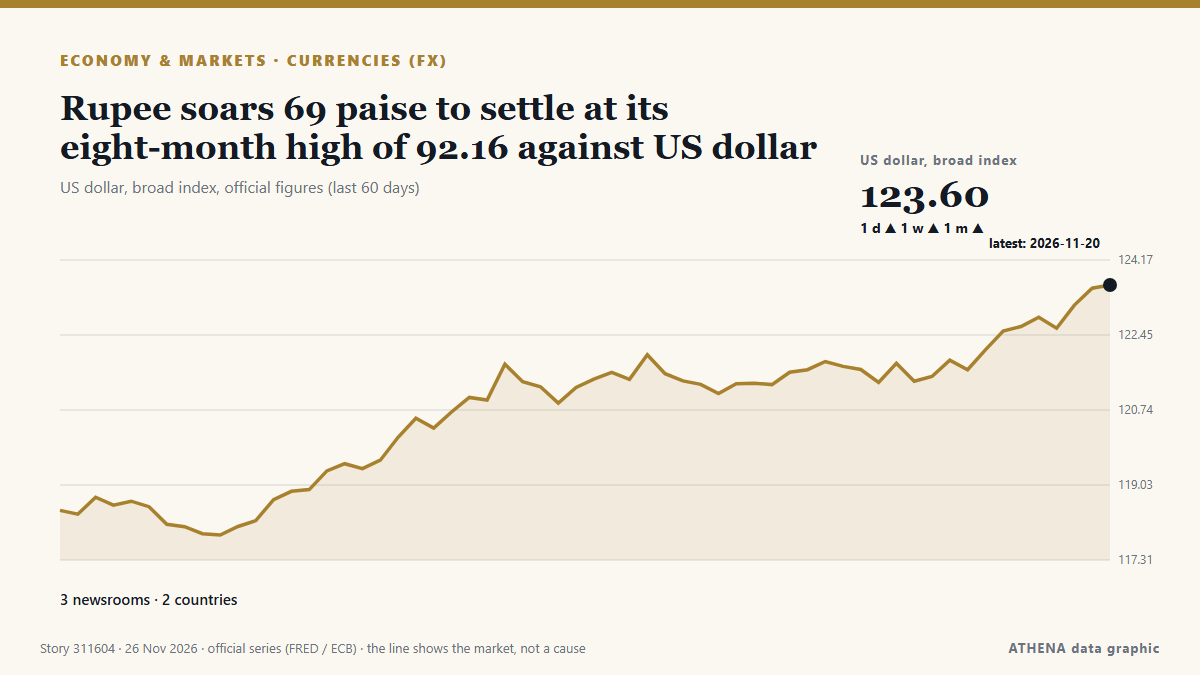 ECONOMY & MARKETS · CURRENCIES (FX)
Rupee soars 69 paise to settle at its
eight-month high of 92.16 against US dollar
US dollar, broad index, official figures (last 60 days)
US dollar, broad index
123.60
1 d ▲ 1 w ▲ 1 m ▲
latest: 2026-11-20
124.17
122.45
120.74
119.03
117.31
3 newsrooms · 2 countries
Story 311604 · 26 Nov 2026 · official series (FRED / ECB) · the line shows the market, not a cause
ATHENA data graphic